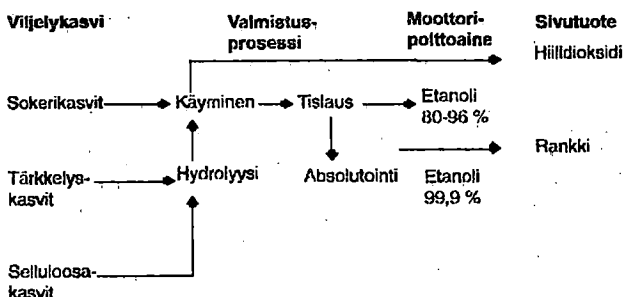 Viljelykasvi
Valmistus-
prosessi
Moottori-
polttoaine
Sivutuote
Hiilidioksidi
Sokerikasvit
Käyminen
Tislaus
Etanoli
80-96 %
Rankki
Tärkkelys-
kasvit
Hydrolyysi
Absolutointi
Etanoli
99,9 %
Selluloosa-
kasvit